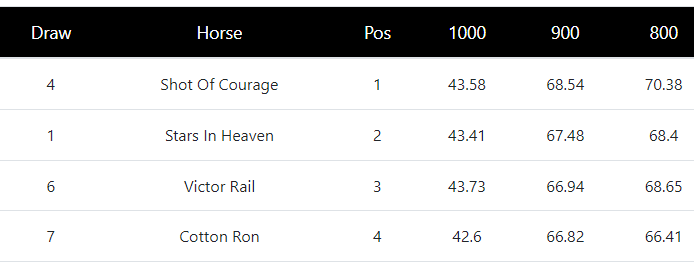 Draw Horse Pos 1000 900 800
4 Shot Of Courage 1 43.58 68.54 70.38
1 Stars In Heaven 2 43.41 67.48 68.4
6 Victor Rail 3 43.73 66.94 68.65
7 Cotton Ron 4 42.6 66.82 66.41